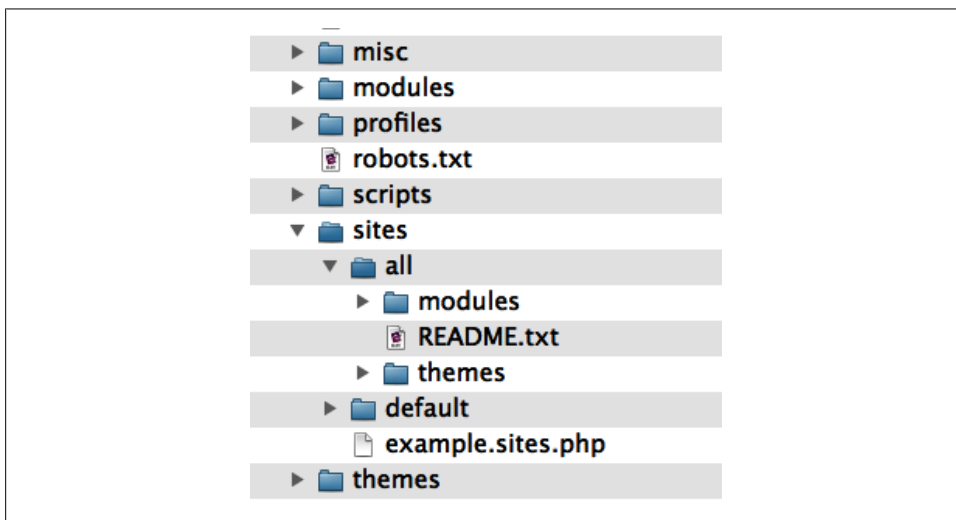 misc
modules
profiles
robots.txt
scripts
sites
all
modules
README.txt
themes
default
example.sites.php
themes